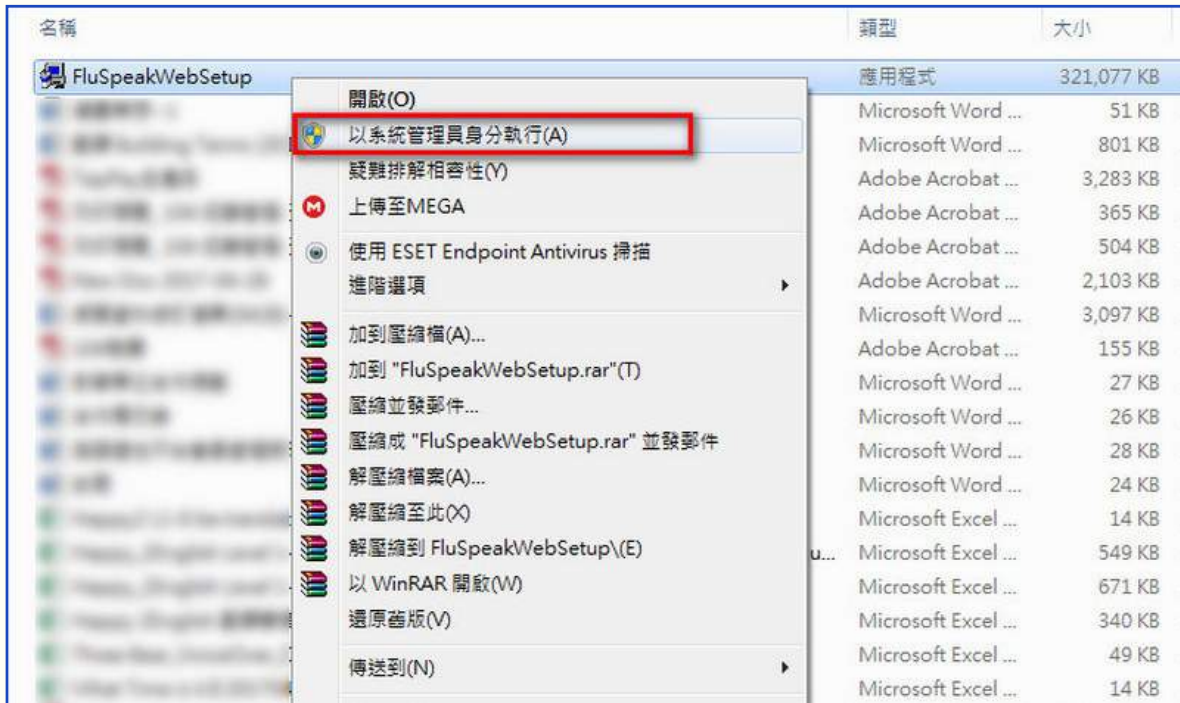 名稱 類型 大小
FluSpeakWebSetup 應用程式 321,077 KB
開啟(O)
Microsoft Word ... 51 KB
以系統管理員身分執行(A)
Microsoft Word ... 801 KB
疑難排解相容性(Y)
Adobe Acrobat ... 3,283 KB
上傳至MEGA
Adobe Acrobat ... 365 KB
使用 ESET Endpoint Antivirus 掃描
Adobe Acrobat ... 504 KB
進階選項
Adobe Acrobat ... 2,103 KB
Microsoft Word ... 3,097 KB
加到壓縮檔(A)...
Adobe Acrobat ... 155 KB
加到 "FluSpeakWebSetup.rar"(T)
Microsoft Word ... 27 KB
壓縮並發郵件...
Microsoft Word ... 26 KB
壓縮成 "FluSpeakWebSetup.rar" 並發郵件
Microsoft Word ... 28 KB
解壓縮檔案(A)...
Microsoft Word ... 24 KB
解壓縮至此(X)
Microsoft Excel ... 14 KB
解壓縮到 FluSpeakWebSetup\(E)
u... Microsoft Excel ... 549 KB
以 WinRAR 開啟(W)
Microsoft Excel ... 671 KB
還原舊版(V)
Microsoft Excel ... 340 KB
傳送到(N)
Microsoft Excel ... 49 KB
Microsoft Excel ... 14 KB